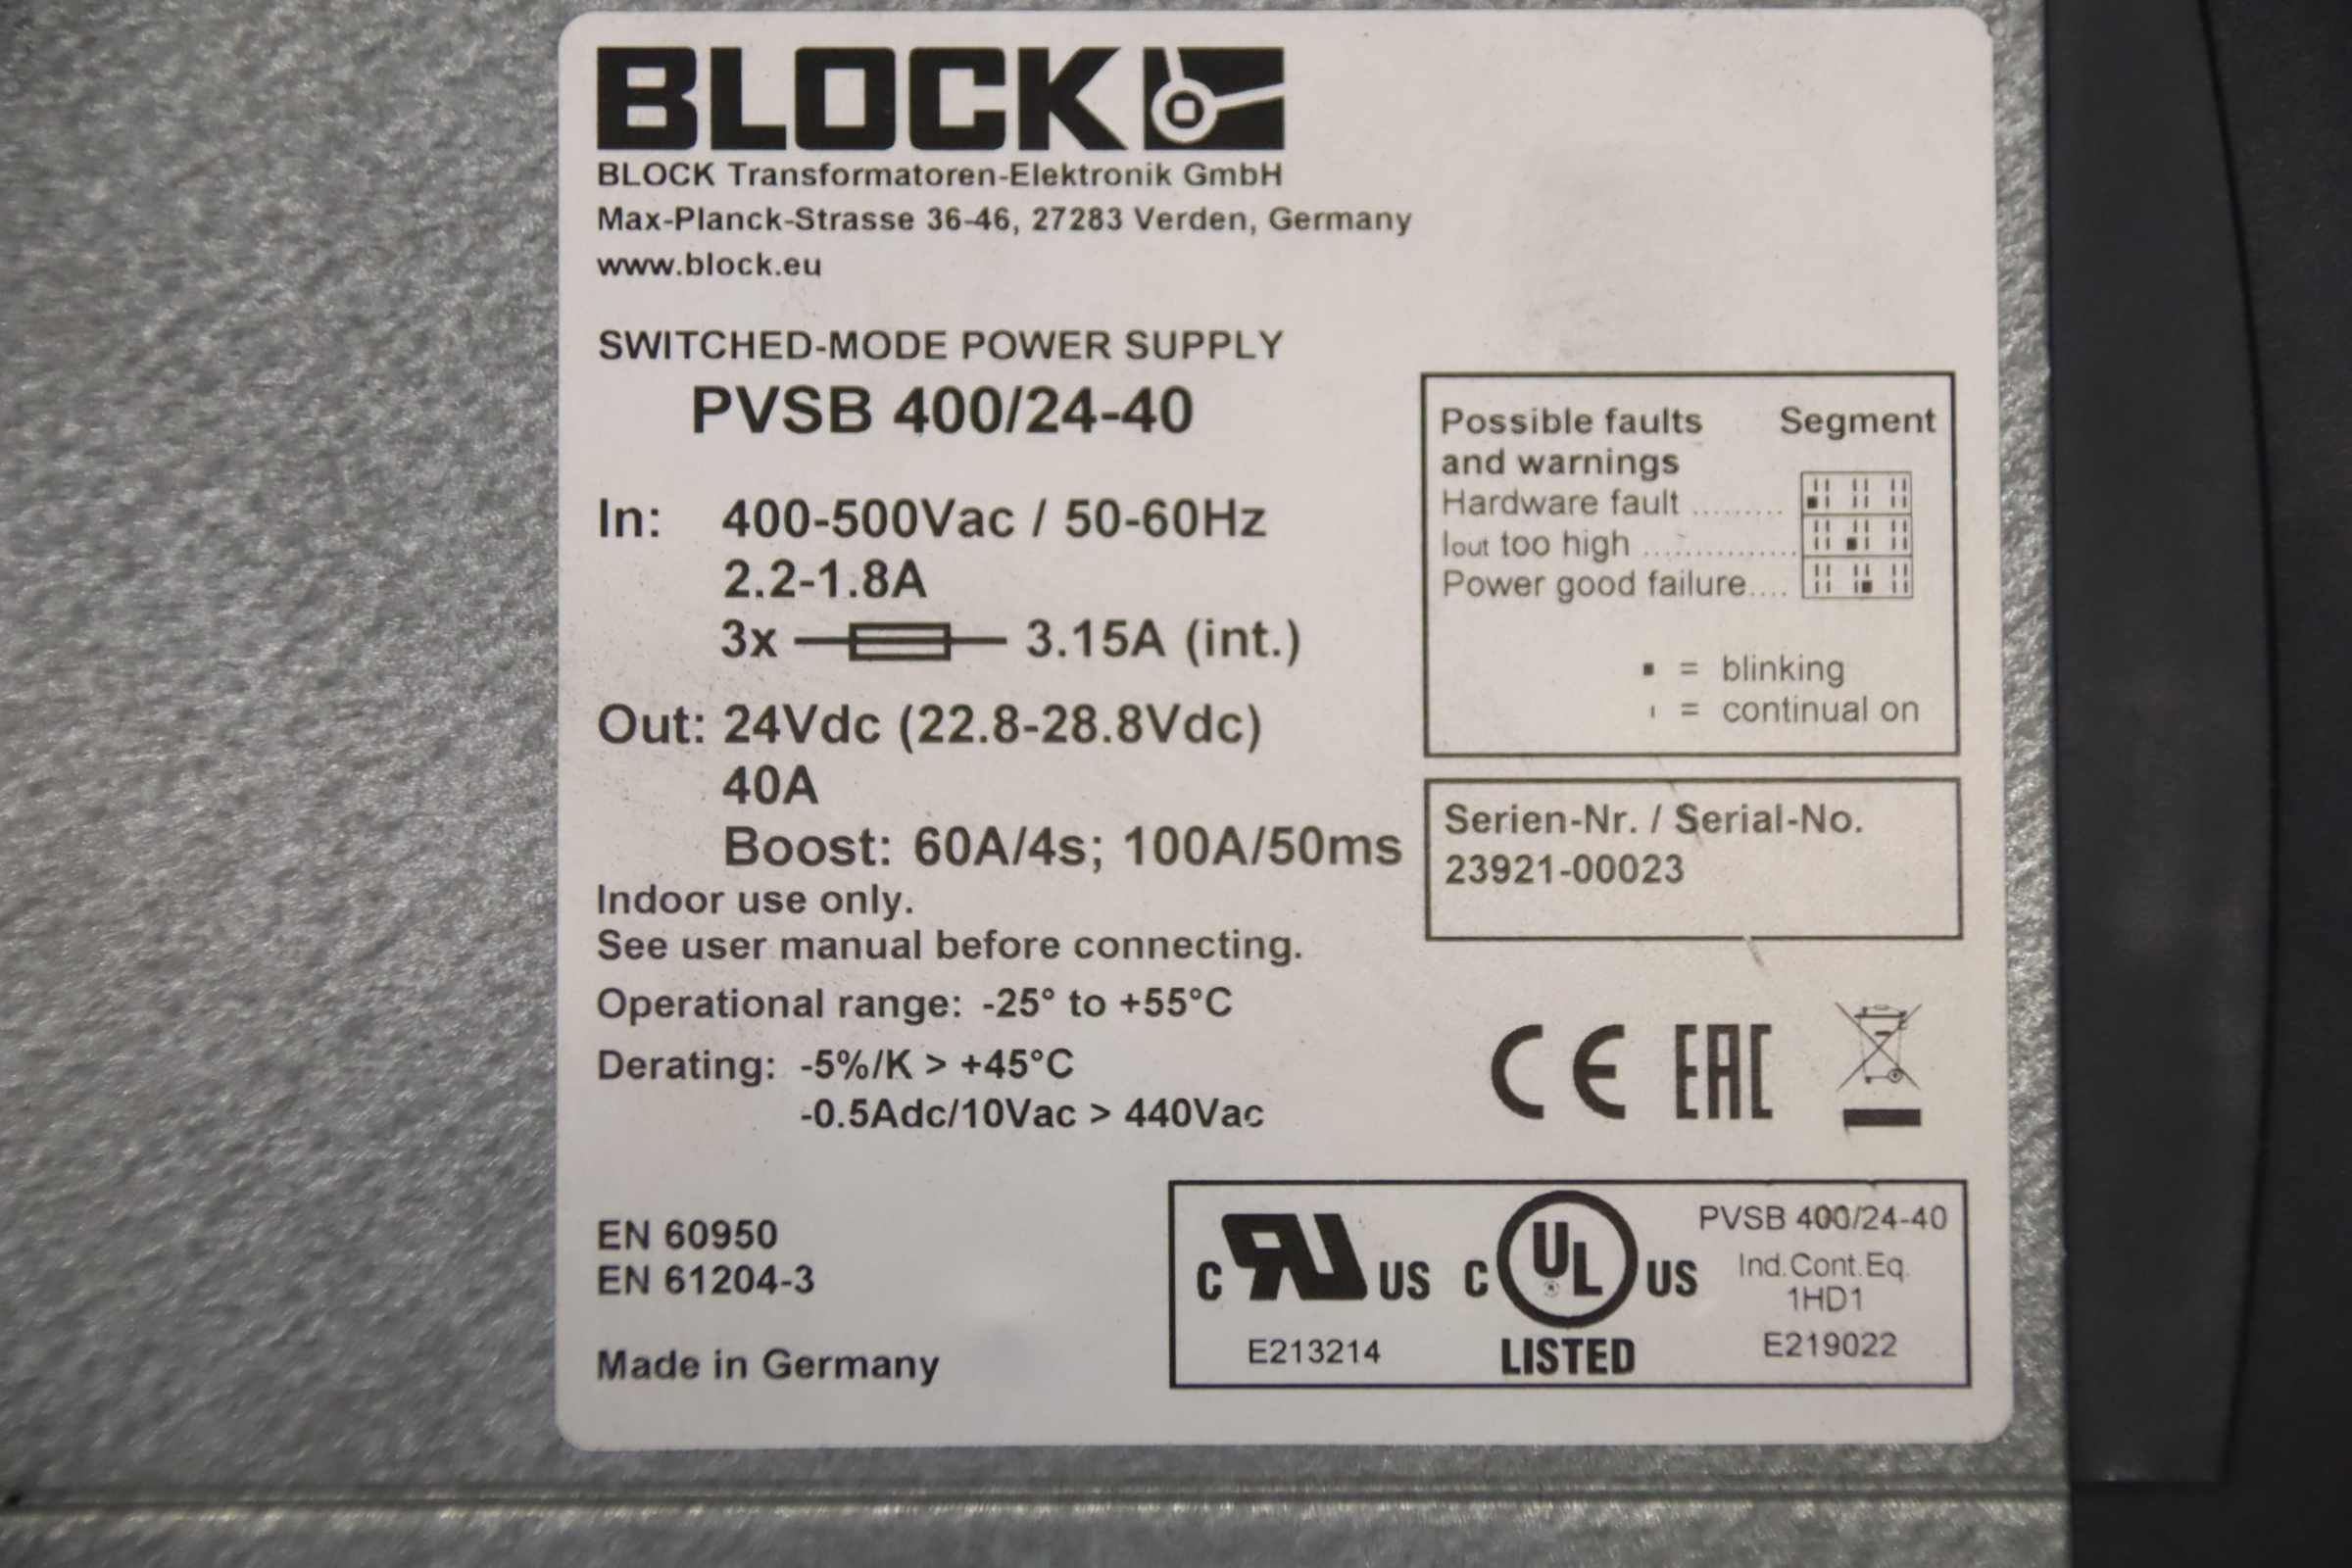 BLOCK
BLOCK Transformatoren-Elektronik GmbH
Max-Planck-Strasse 36-46, 27283 Verden, Germany
www.block.eu
SWITCHED-MODE POWER SUPPLY
PVSB 400/24-40
In: 400-500Vac / 50-60Hz
2.2-1.8A
3x 3.15A (int.)
Out: 24Vdc (22.8-28.8Vdc)
40A
Boost: 60A/4s; 100A/50ms
Indoor use only.
See user manual before connecting.
Operational range: -25° to +55°C
Derating: -5%/K > +45°C
-0.5Adc/10Vac > 440Vac
EN 60950
EN 61204-3
Made in Germany
Possible faults Segment
and warnings
Hardware fault .........
Iout too high ...............
Power good failure....
▪ = blinking
ı = continual on
Serien-Nr. / Serial-No.
23921-00023
CE EAC
c RU US
E213214
C UL US
LISTED
PVSB 400/24-40
Ind.Cont.Eq.
1HD1
E219022